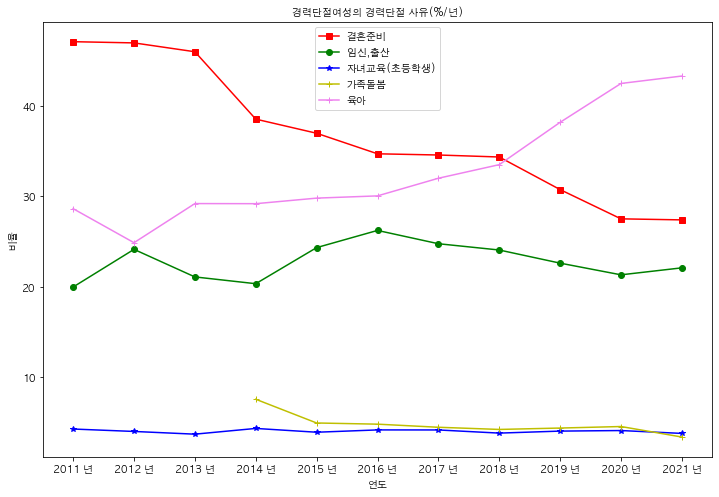 경력단절여성의 경력단절 사유(%/년)
결혼준비
임신,출산
자녀교육(초등학생)
가족돌봄
육아
40
30
20
10
비율
2011 년 2012 년 2013 년 2014 년 2015 년 2016 년 2017 년 2018 년 2019 년 2020 년 2021 년
연도